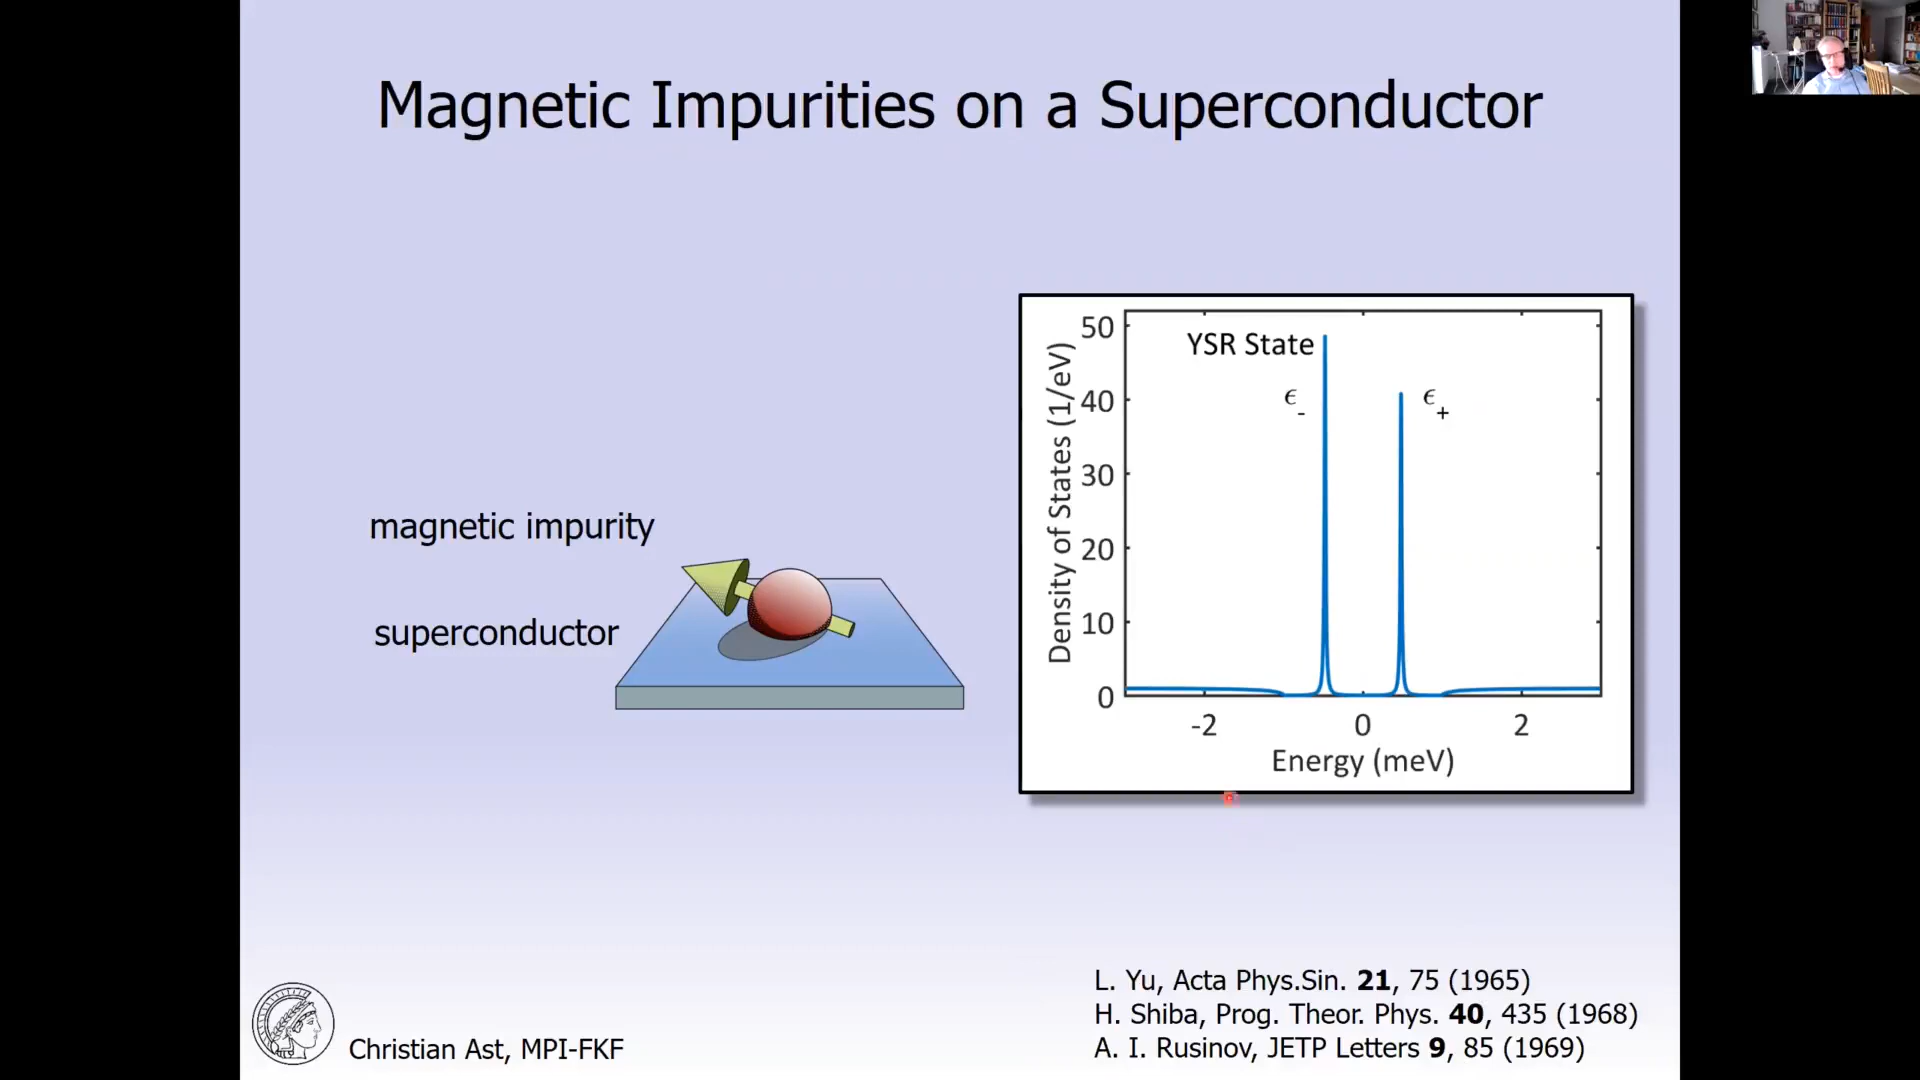 Magnetic Impurities on a Superconductor
magnetic impurity
superconductor
YSR State
ϵ-
ϵ+
Density of States (1/eV)
50
40
30
20
10
0
-2 0 2
Energy (meV)
L. Yu, Acta Phys.Sin. 21, 75 (1965)
H. Shiba, Prog. Theor. Phys. 40, 435 (1968)
A. I. Rusinov, JETP Letters 9, 85 (1969)
Christian Ast, MPI-FKF